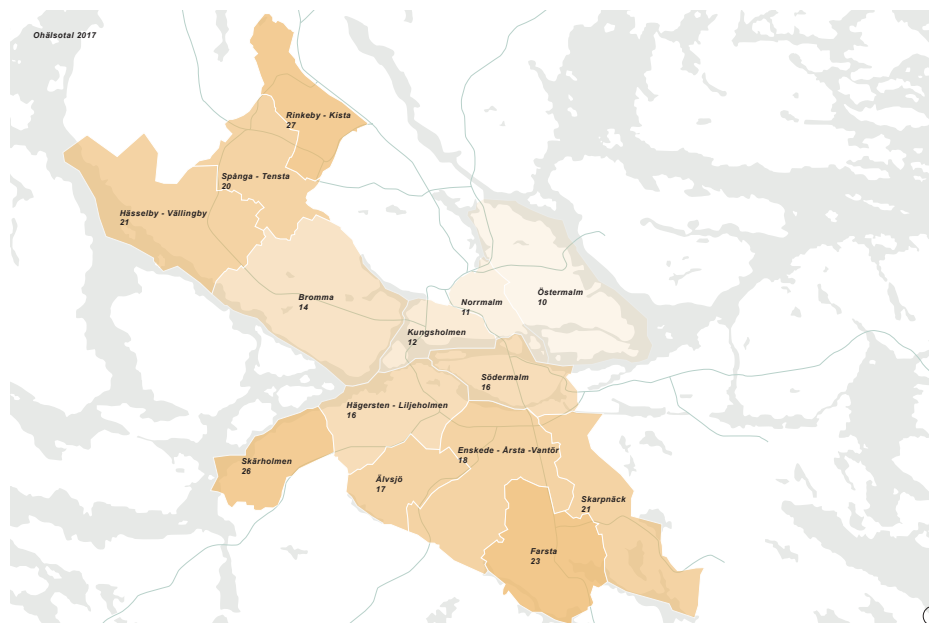 Ohälsotal 2017
Rinkeby - Kista
27
Spånga - Tensta
20
Hässelby - Vällingby
21
Bromma
14
Norrmalm
11
Östermalm
10
Kungsholmen
12
Södermalm
16
Hägersten - Liljeholmen
16
Enskede - Årsta -Vantör
18
Skärholmen
26
Älvsjö
17
Skarpnäck
21
Farsta
23